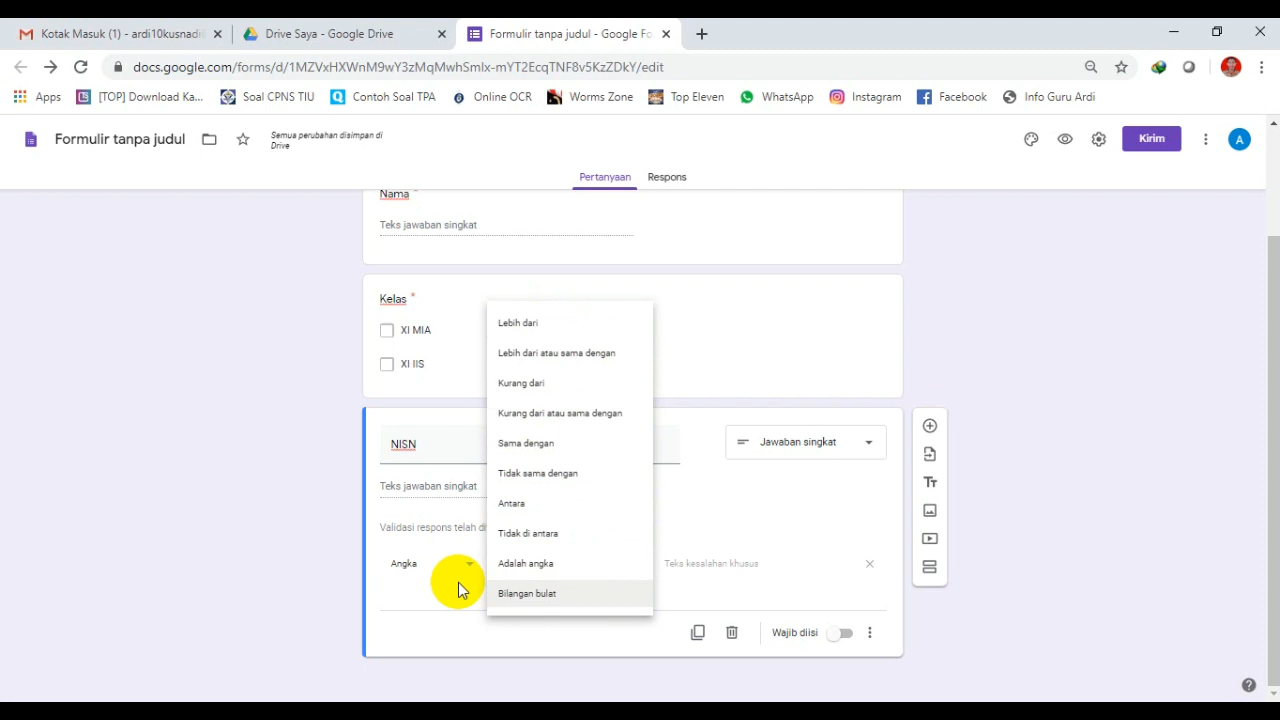 Kotak Masuk (1) - ardi10kusnadi
Drive Saya - Google Drive
Formulir tanpa judul - Google Fo
docs.google.com/forms/d/1MZVxHXWnM9wY3zMqMwhSmIx-mYT2EcqTNF8v5KzZDkY/edit
Apps
[TOP] Download Ka...
Soal CPNS TIU
Contoh Soal TPA
Online OCR
Worms Zone
Top Eleven
WhatsApp
Instagram
Facebook
Info Guru Ardi
Formulir tanpa judul
Semua perubahan disimpan di
Drive
Kirim
A
Pertanyaan
Respons
Nama *
Teks jawaban singkat
Kelas *
XI MIA
XI IIS
Lebih dari
Lebih dari atau sama dengan
Kurang dari
Kurang dari atau sama dengan
Sama dengan
Tidak sama dengan
Antara
Tidak di antara
Adalah angka
Bilangan bulat
NISN
Jawaban singkat
Teks jawaban singkat
Validasi respons telah di
Angka
Teks kesalahan khusus
Wajib diisi